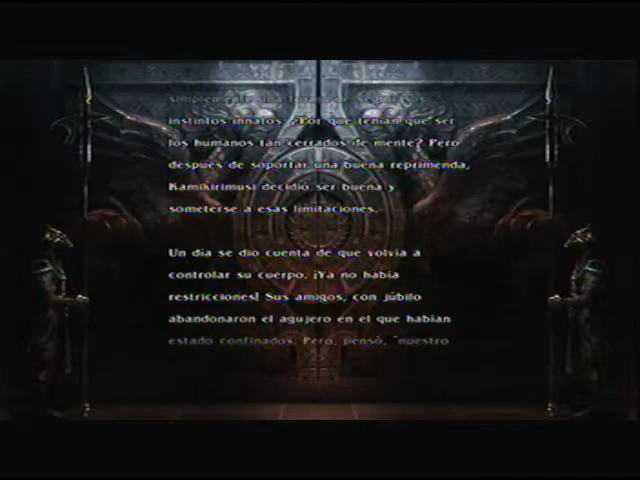 instintos innatos. ¿Por qué tenían que ser
los humanos tan cerrados de mente? Pero
después de soportar una buena reprimenda,
Kamikirimusi decidió ser buena y
someterse a esas limitaciones.
Un día se dio cuenta de que volvía a
controlar su cuerpo. ¡Ya no había
restricciones! Sus amigos, con júbilo
abandonaron el agujero en el que habían
estado confinados. Pero, pensó, "nuestro